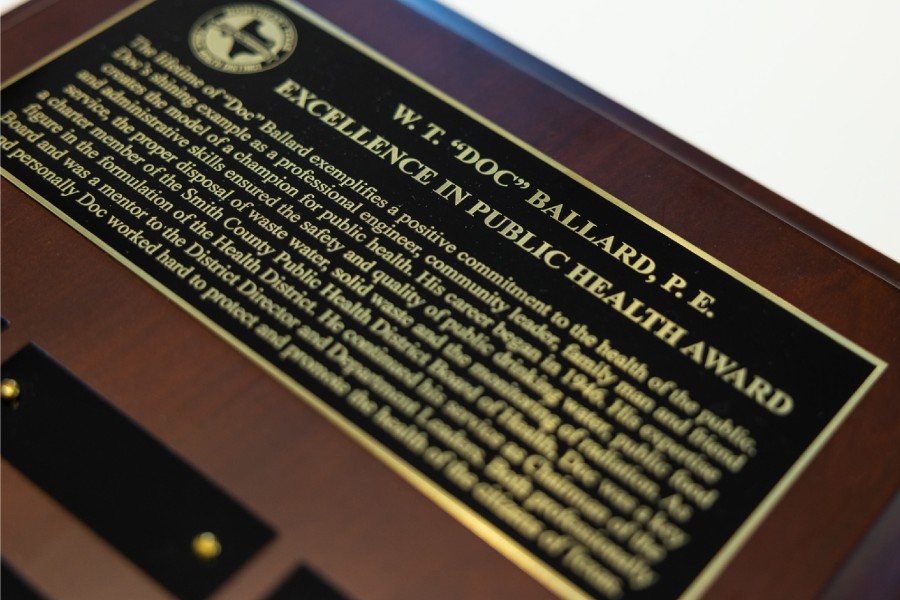 W. T. “DOC” BALLARD, P. E.
EXCELLENCE IN PUBLIC HEALTH AWARD
The lifetime of “Doc” Ballard exemplifies a positive commitment to the health of the public.
Doc's shining example as a professional engineer, community leader, family man and friend
creates the model of a champion for public health. His career began in 1946. His expertise
and administrative skills ensured the safety and quality of public drinking water, public food
service, the proper disposal of waste water, solid waste and the monitoring of radiation. As
a charter member of the Smith County Public Health District Board of Health, Doc was a key
figure in the formulation of the Health District. He continued his service as Chairman of the
Board and was a mentor to the District Director and Department Leaders. Both professionally
and personally Doc worked hard to protect and promote the health of the citizens of Texas.